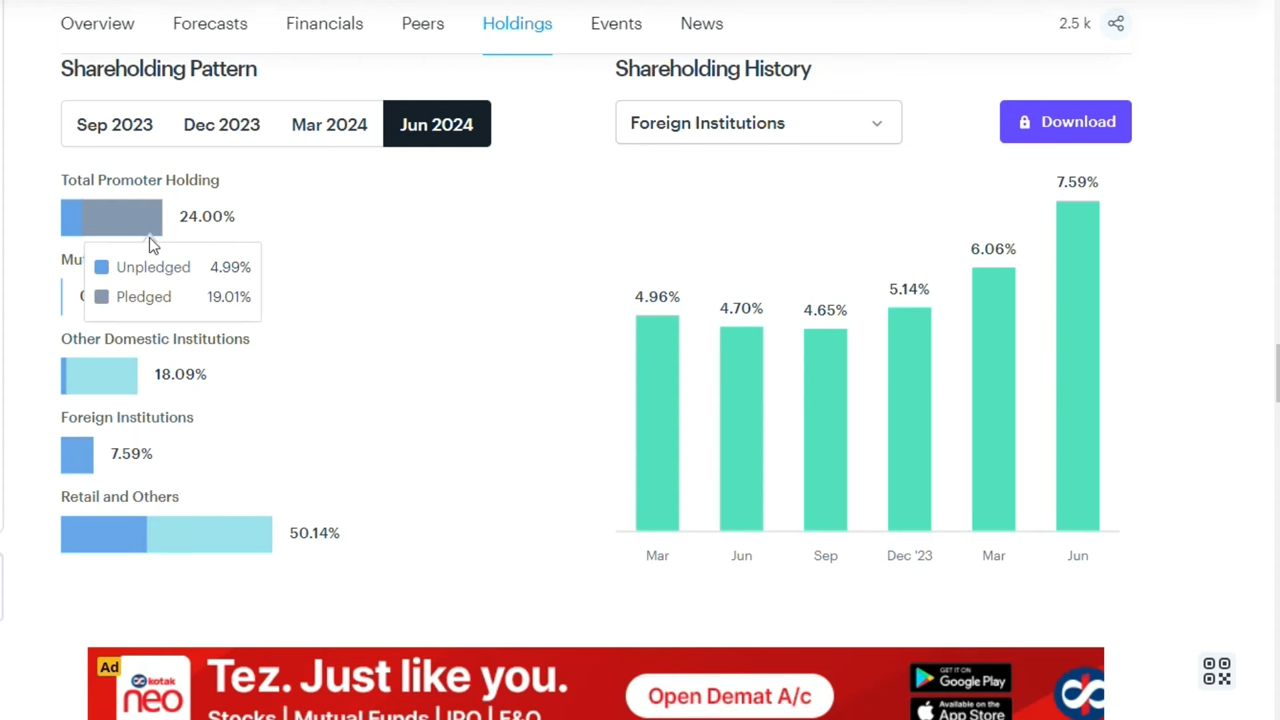 Overview Forecasts Financials Peers Holdings Events News 2.5 k
Shareholding Pattern
Sep 2023 Dec 2023 Mar 2024 Jun 2024
Total Promoter Holding
24.00%
Unpledged 4.99%
Pledged 19.01%
Other Domestic Institutions
18.09%
Foreign Institutions
7.59%
Retail and Others
50.14%
Shareholding History
Foreign Institutions Download
4.96% 4.70% 4.65% 5.14% 6.06% 7.59%
Mar Jun Sep Dec '23 Mar Jun
Ad
kotak
neo
Tez. Just like you.
Stocks | Mutual Funds | IPO | F&O
Open Demat A/c
GET IT ON
Google Play
Available on the
App Store